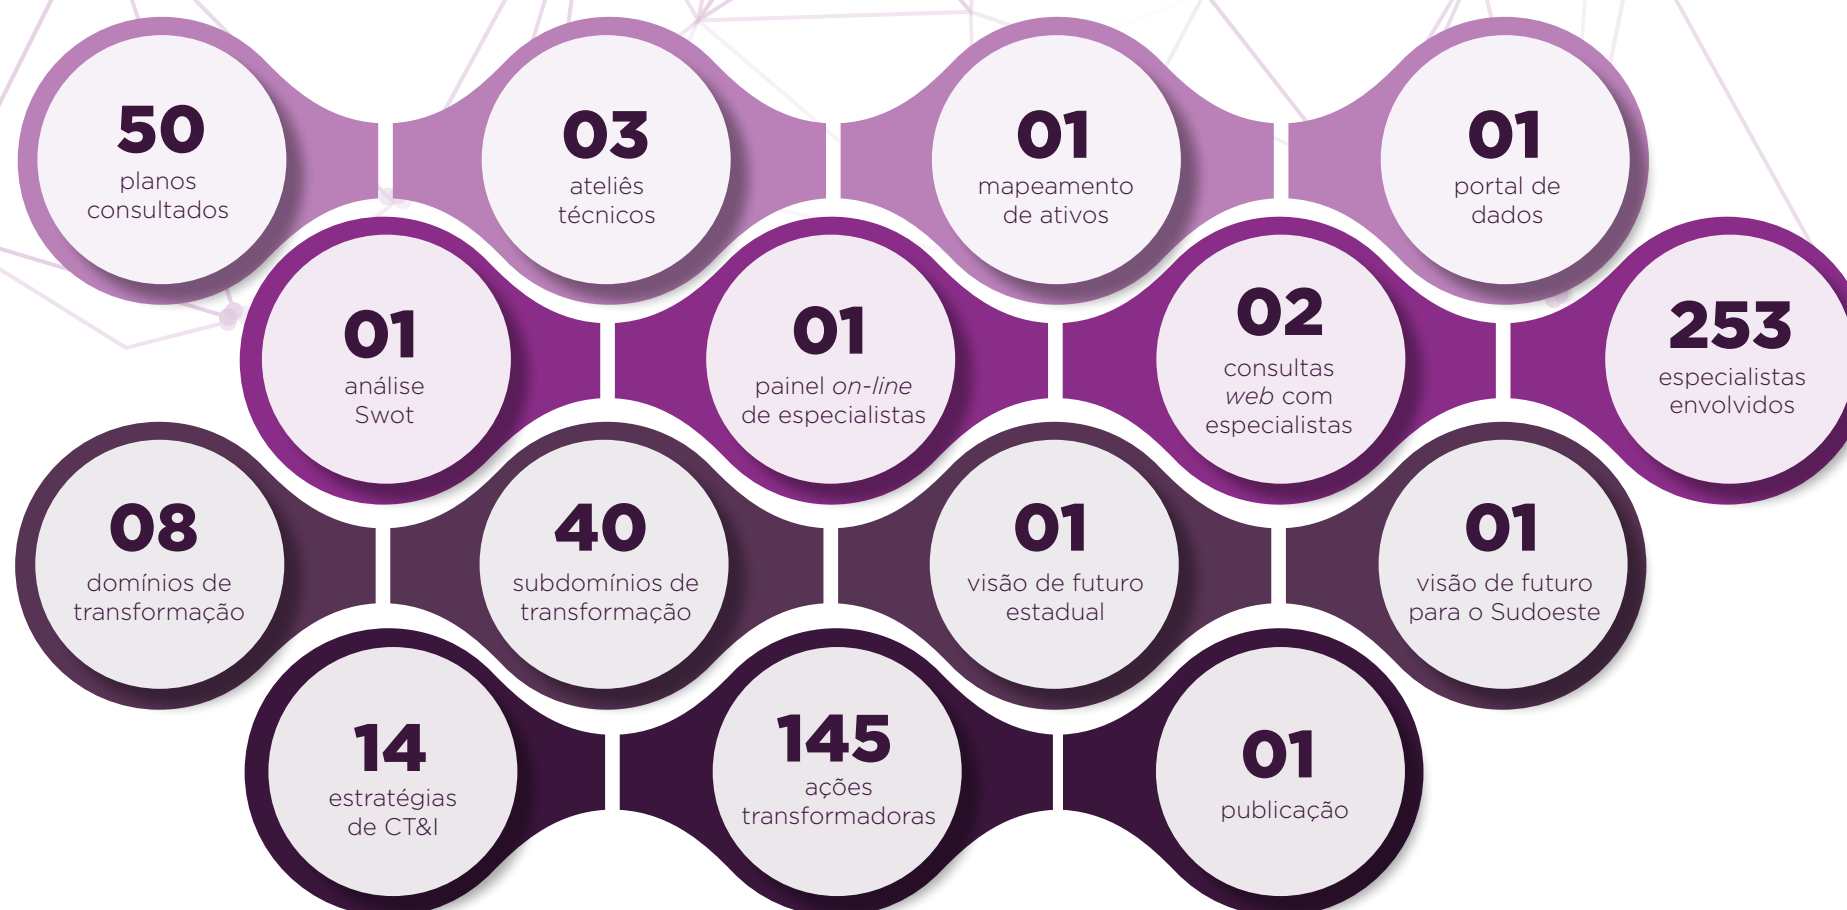 50
planos
consultados
03
ateliês
técnicos
01
mapeamento
de ativos
01
portal de
dados
01
análise
Swot
01
painel on-line
de especialistas
02
consultas
web com
especialistas
253
especialistas
envolvidos
08
domínios de
transformação
40
subdomínios de
transformação
01
visão de futuro
estadual
01
visão de futuro
para o Sudoeste
14
estratégias
de CT&I
145
ações
transformadoras
01
publicação